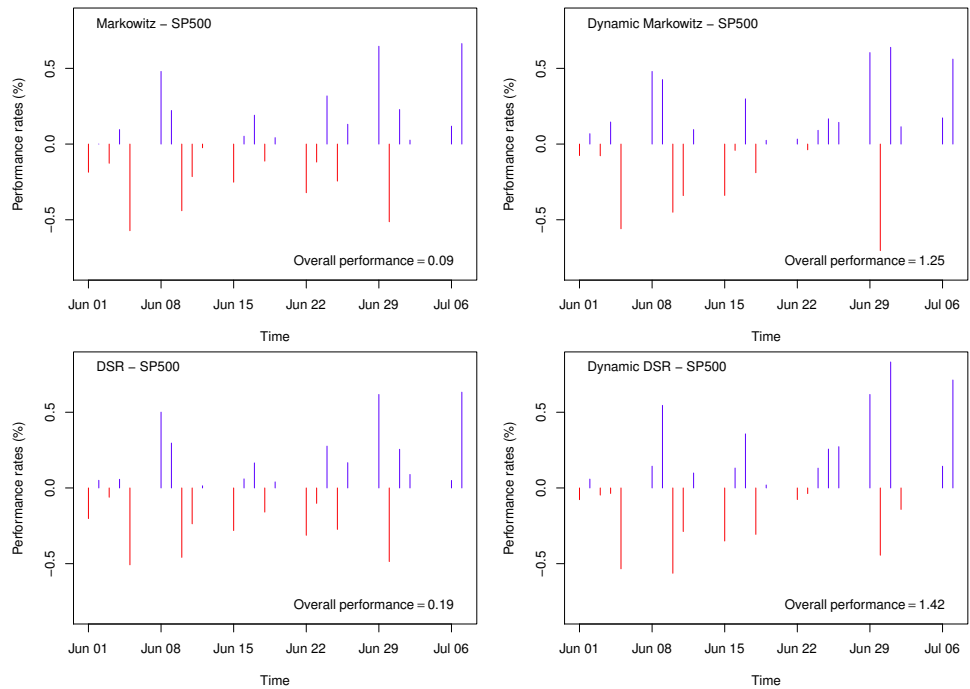 Markowitz – SP500
Performance rates (%)
0.5
0.0
−0.5
Overall performance = 0.09
Jun 01 Jun 08 Jun 15 Jun 22 Jun 29 Jul 06
Time
Dynamic Markowitz – SP500
Performance rates (%)
0.5
0.0
−0.5
Overall performance = 1.25
Jun 01 Jun 08 Jun 15 Jun 22 Jun 29 Jul 06
Time
DSR – SP500
Performance rates (%)
0.5
0.0
−0.5
Overall performance = 0.19
Jun 01 Jun 08 Jun 15 Jun 22 Jun 29 Jul 06
Time
Dynamic DSR – SP500
Performance rates (%)
0.5
0.0
−0.5
Overall performance = 1.42
Jun 01 Jun 08 Jun 15 Jun 22 Jun 29 Jul 06
Time